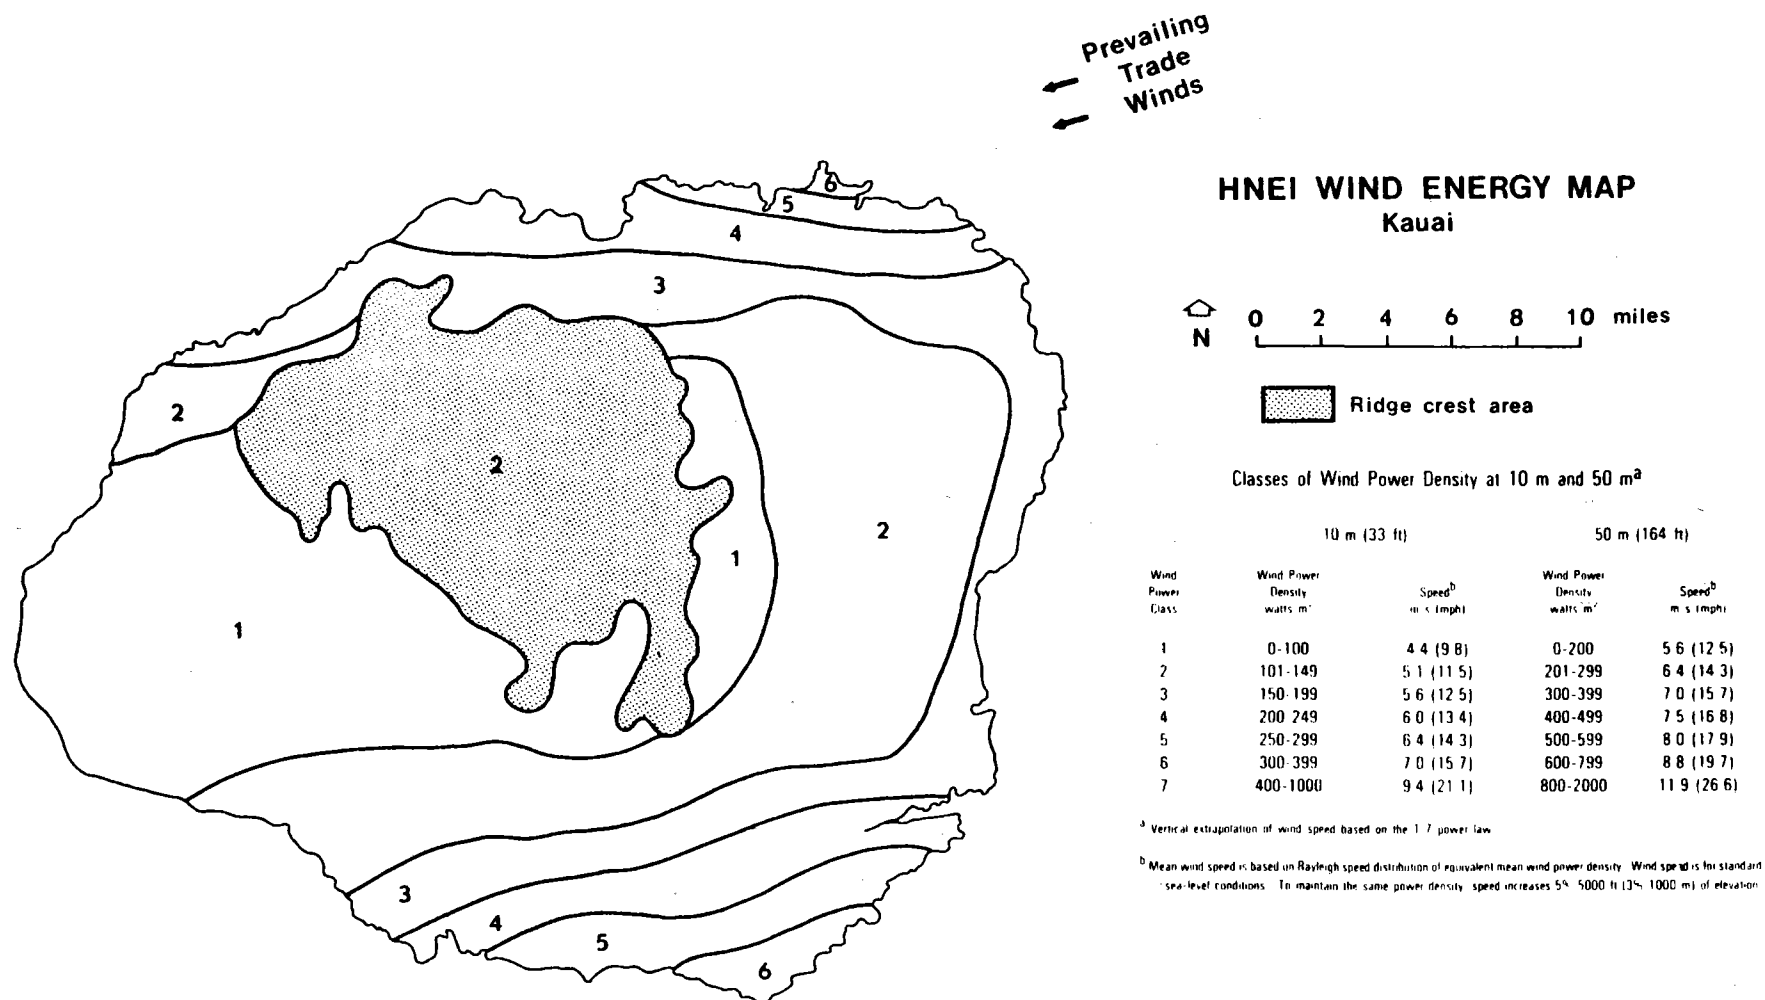 Prevailing
Trade
Winds
HNEI WIND ENERGY MAP
Kauai
N
0 2 4 6 8 10 miles
Ridge crest area
6
5
4
3
2
2
2
1
1
3
4
5
6
Classes of Wind Power Density at 10 m and 50 mª
10 m (33 ft) 50 m (164 ft)
Wind Wind Power Wind Power
Power Density Speedᵇ Density Speedᵇ
Class watts m² m s (mph) watts m² m s (mph)
1 0-100 4 4 (9 8) 0-200 5 6 (12 5)
2 101-149 5 1 (11 5) 201-299 6 4 (14 3)
3 150-199 5 6 (12 5) 300-399 7 0 (15 7)
4 200 249 6 0 (13 4) 400-499 7 5 (16 8)
5 250-299 6 4 (14 3) 500-599 8 0 (17 9)
6 300-399 7 0 (15 7) 600-799 8 8 (19 7)
7 400-1000 9 4 (21 1) 800-2000 11 9 (26 6)
ª Vertical extrapolation of wind speed based on the 1 7 power law
ᵇ Mean wind speed is based on Rayleigh speed distribution of equivalent mean wind power density Wind speed is for standard
sea-level conditions To maintain the same power density speed increases 5% 5000 ft (3% 1000 m) of elevation